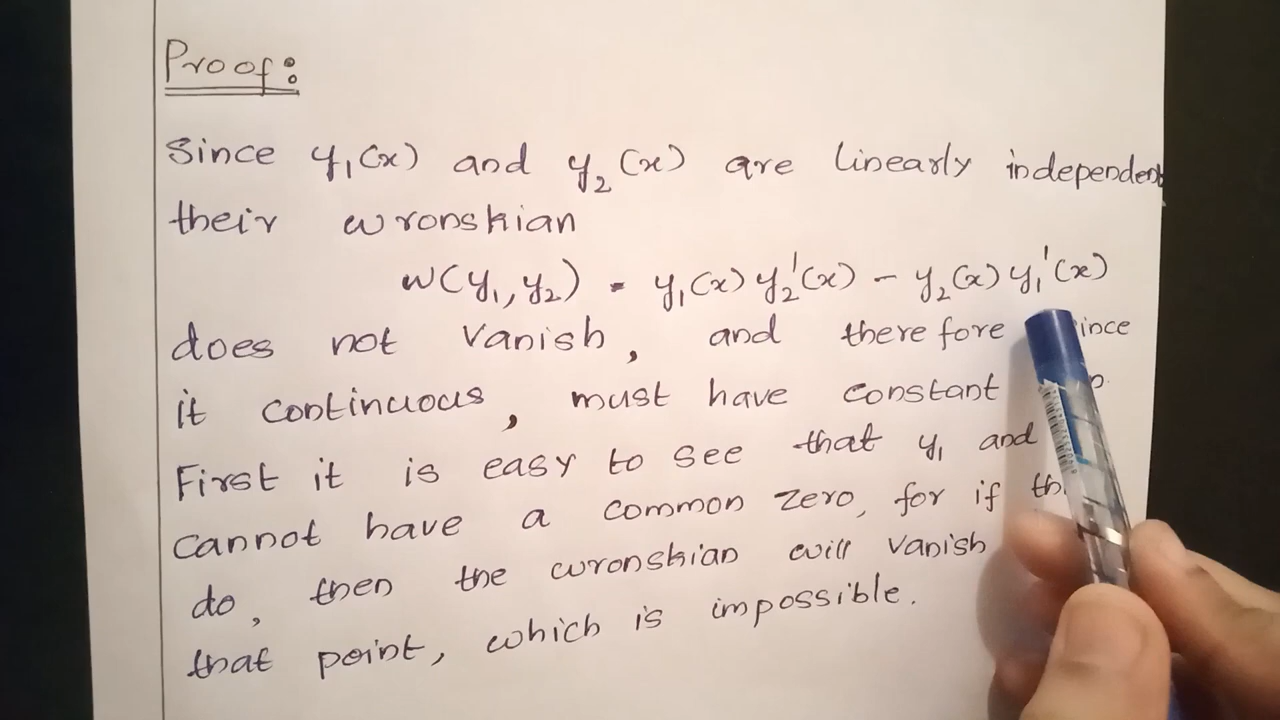 Proof:
Since y₁(x) and y₂(x) are linearly independent
their wronskian
W(y₁, y₂) = y₁(x) y₂'(x) - y₂(x) y₁'(x)
does not vanish, and therefore
it continuous, must have constant
First it is easy to see that y₁ and
cannot have a common zero, for if
do, then the wronskian will vanish
that point, which is impossible.